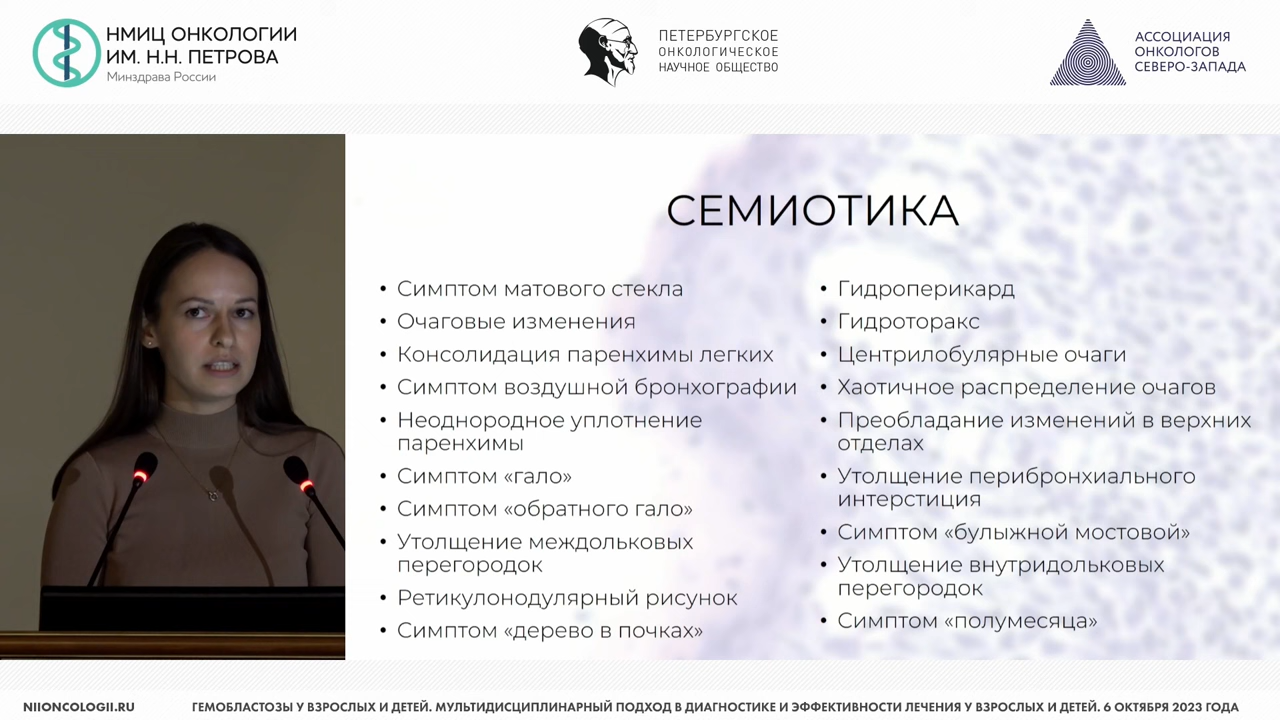 НМИЦ ОНКОЛОГИИ
ИМ. Н.Н. ПЕТРОВА
Минздрава России
ПЕТЕРБУРГСКОЕ
ОНКОЛОГИЧЕСКОЕ
НАУЧНОЕ ОБЩЕСТВО
АССОЦИАЦИЯ
ОНКОЛОГОВ
СЕВЕРО-ЗАПАДА
СЕМИОТИКА
• Симптом матового стекла
• Очаговые изменения
• Консолидация паренхимы легких
• Симптом воздушной бронхографии
• Неоднородное уплотнение
паренхимы
• Симптом «гало»
• Симптом «обратного гало»
• Утолщение междольковых
перегородок
• Ретикулонодулярный рисунок
• Симптом «дерево в почках»
• Гидроперикард
• Гидроторакс
• Центрилобулярные очаги
• Хаотичное распределение очагов
• Преобладание изменений в верхних
отделах
• Утолщение перибронхиального
интерстиция
• Симптом «булыжной мостовой»
• Утолщение внутридольковых
перегородок
• Симптом «полумесяца»
NIIONCOLOGII.RU
ГЕМОБЛАСТОЗЫ У ВЗРОСЛЫХ И ДЕТЕЙ. МУЛЬТИДИСЦИПЛИНАРНЫЙ ПОДХОД В ДИАГНОСТИКЕ И ЭФФЕКТИВНОСТИ ЛЕЧЕНИЯ У ВЗРОСЛЫХ И ДЕТЕЙ. 6 ОКТЯБРЯ 2023 ГОДА